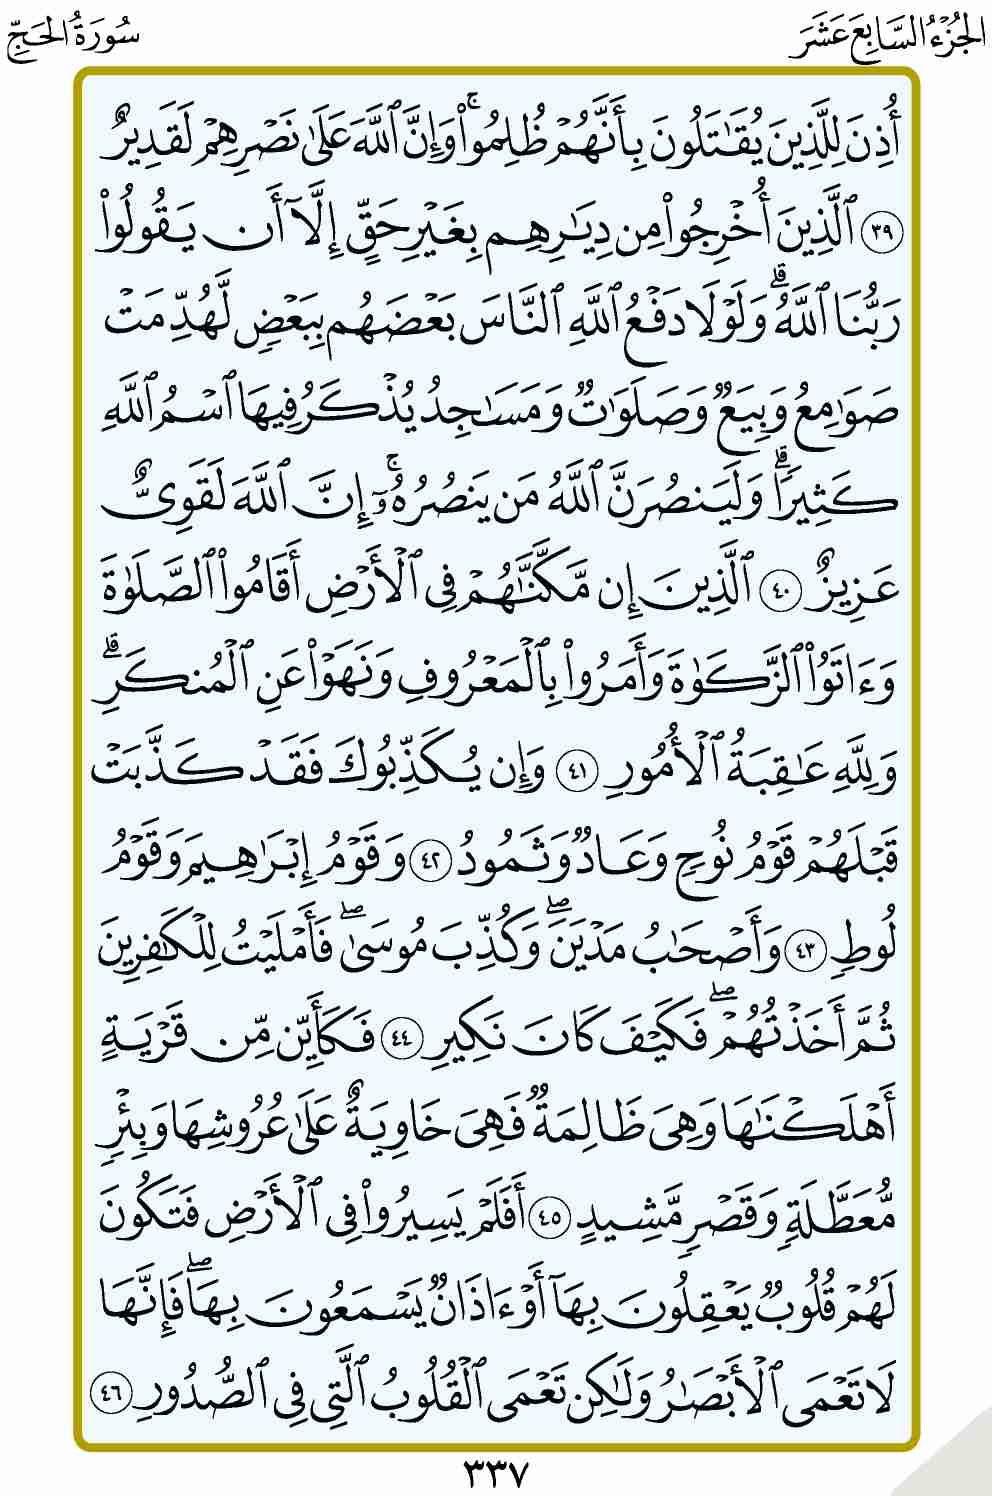 الجُزْءُ السَّابِعَ عَشَرَ
سُورَةُ الحَجِّ
أُذِنَ لِلَّذِينَ يُقَٰتَلُونَ بِأَنَّهُمْ ظُلِمُوا۟ ۚ وَإِنَّ ٱللَّهَ عَلَىٰ نَصْرِهِمْ لَقَدِيرٌ
٣٩ ٱلَّذِينَ أُخْرِجُوا۟ مِن دِيَٰرِهِم بِغَيْرِ حَقٍّ إِلَّآ أَن يَقُولُوا۟
رَبُّنَا ٱللَّهُ ۗ وَلَوْلَا دَفْعُ ٱللَّهِ ٱلنَّاسَ بَعْضَهُم بِبَعْضٍ لَّهُدِّمَتْ
صَوَٰمِعُ وَبِيَعٌ وَصَلَوَٰتٌ وَمَسَٰجِدُ يُذْكَرُ فِيهَا ٱسْمُ ٱللَّهِ
كَثِيرًا ۗ وَلَيَنصُرَنَّ ٱللَّهُ مَن يَنصُرُهُۥٓ ۚ إِنَّ ٱللَّهَ لَقَوِىٌّ
عَزِيزٌ ٤٠ ٱلَّذِينَ إِن مَّكَّنَّٰهُمْ فِى ٱلْأَرْضِ أَقَامُوا۟ ٱلصَّلَوٰةَ
وَءَاتَوُا۟ ٱلزَّكَوٰةَ وَأَمَرُوا۟ بِٱلْمَعْرُوفِ وَنَهَوْا۟ عَنِ ٱلْمُنكَرِ ۗ
وَلِلَّهِ عَٰقِبَةُ ٱلْأُمُورِ ٤١ وَإِن يُكَذِّبُوكَ فَقَدْ كَذَّبَتْ
قَبْلَهُمْ قَوْمُ نُوحٍ وَعَادٌ وَثَمُودُ ٤٢ وَقَوْمُ إِبْرَٰهِيمَ وَقَوْمُ
لُوطٍ ٤٣ وَأَصْحَٰبُ مَدْيَنَ ۖ وَكُذِّبَ مُوسَىٰ ۖ فَأَمْلَيْتُ لِلْكَٰفِرِينَ
ثُمَّ أَخَذْتُهُمْ ۖ فَكَيْفَ كَانَ نَكِيرِ ٤٤ فَكَأَيِّن مِّن قَرْيَةٍ
أَهْلَكْنَٰهَا وَهِىَ ظَالِمَةٌ فَهِىَ خَاوِيَةٌ عَلَىٰ عُرُوشِهَا وَبِئْرٍ
مُّعَطَّلَةٍ وَقَصْرٍ مَّشِيدٍ ٤٥ أَفَلَمْ يَسِيرُوا۟ فِى ٱلْأَرْضِ فَتَكُونَ
لَهُمْ قُلُوبٌ يَعْقِلُونَ بِهَآ أَوْ ءَاذَانٌ يَسْمَعُونَ بِهَا ۖ فَإِنَّهَا
لَا تَعْمَى ٱلْأَبْصَٰرُ وَلَٰكِن تَعْمَى ٱلْقُلُوبُ ٱلَّتِى فِى ٱلصُّدُورِ ٤٦
٣٣٧